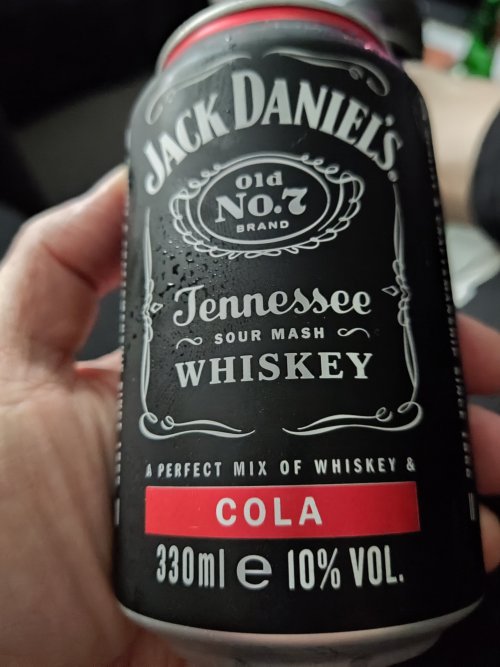 JACK DANIEL'S
Old
No.7
BRAND
Tennessee
SOUR MASH
WHISKEY
A PERFECT MIX OF WHISKEY &
COLA
330ml e 10% VOL.